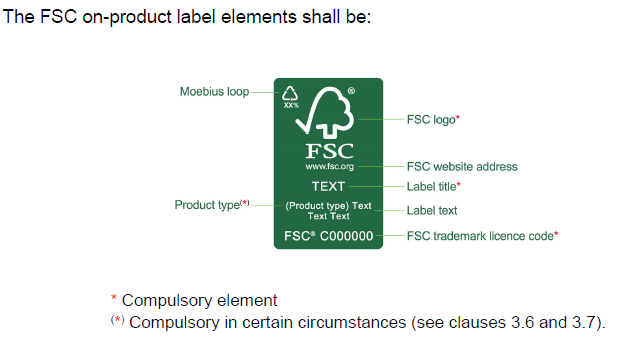 The FSC on-product label elements shall be:
Moebius loop
XX%
®
FSC logo*
FSC
www.fsc.org
FSC website address
TEXT
Label title*
Product type(*)
(Product type) Text
Text Text
Label text
FSC® C000000
FSC trademark licence code*
* Compulsory element
(*) Compulsory in certain circumstances (see clauses 3.6 and 3.7).